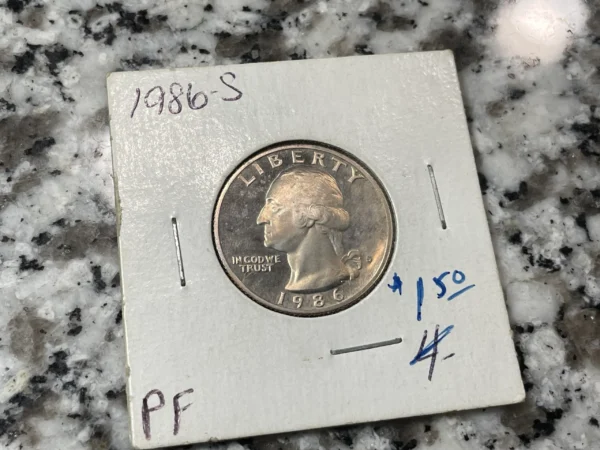 1986-S
LIBERTY
IN GOD WE
TRUST
1986
$1.50
4.
PF